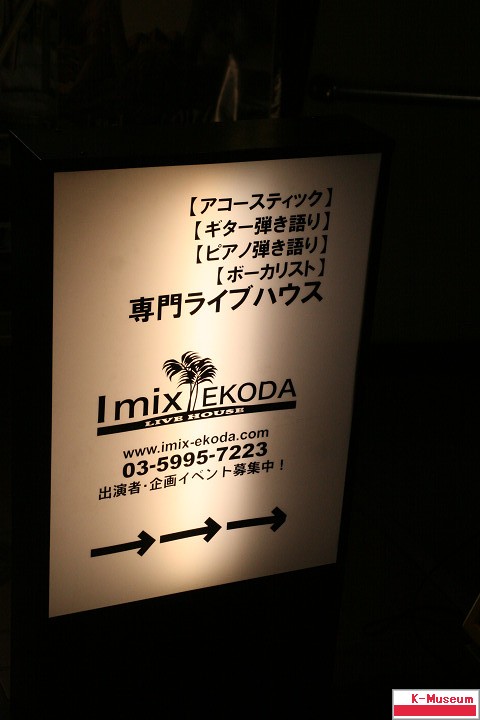 【アコースティック】
【ギター弾き語り】
【ピアノ弾き語り】
【ボーカリスト】
専門ライブハウス
Imix EKODA
LIVE HOUSE
www.imix-ekoda.com
03-5995-7223
出演者・企画イベント募集中！
K-Museum